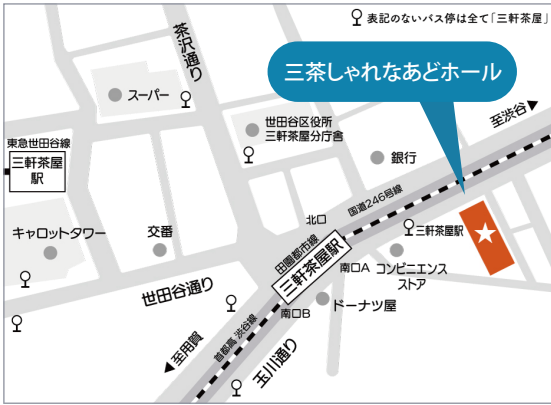 表記のないバス停は全て「三軒茶屋」
茶沢通り
三茶しゃれなあどホール
スーパー
至渋谷
世田谷区役所
三軒茶屋分庁舎
東急世田谷線
三軒茶屋
駅
銀行
国道246号線
北口
三軒茶屋駅
キャロットタワー
交番
田園都市線
三軒茶屋駅
南口A
コンビニエンス
ストア
世田谷通り
南口B
ドーナツ屋
首都高 渋谷線
至用賀
玉川通り